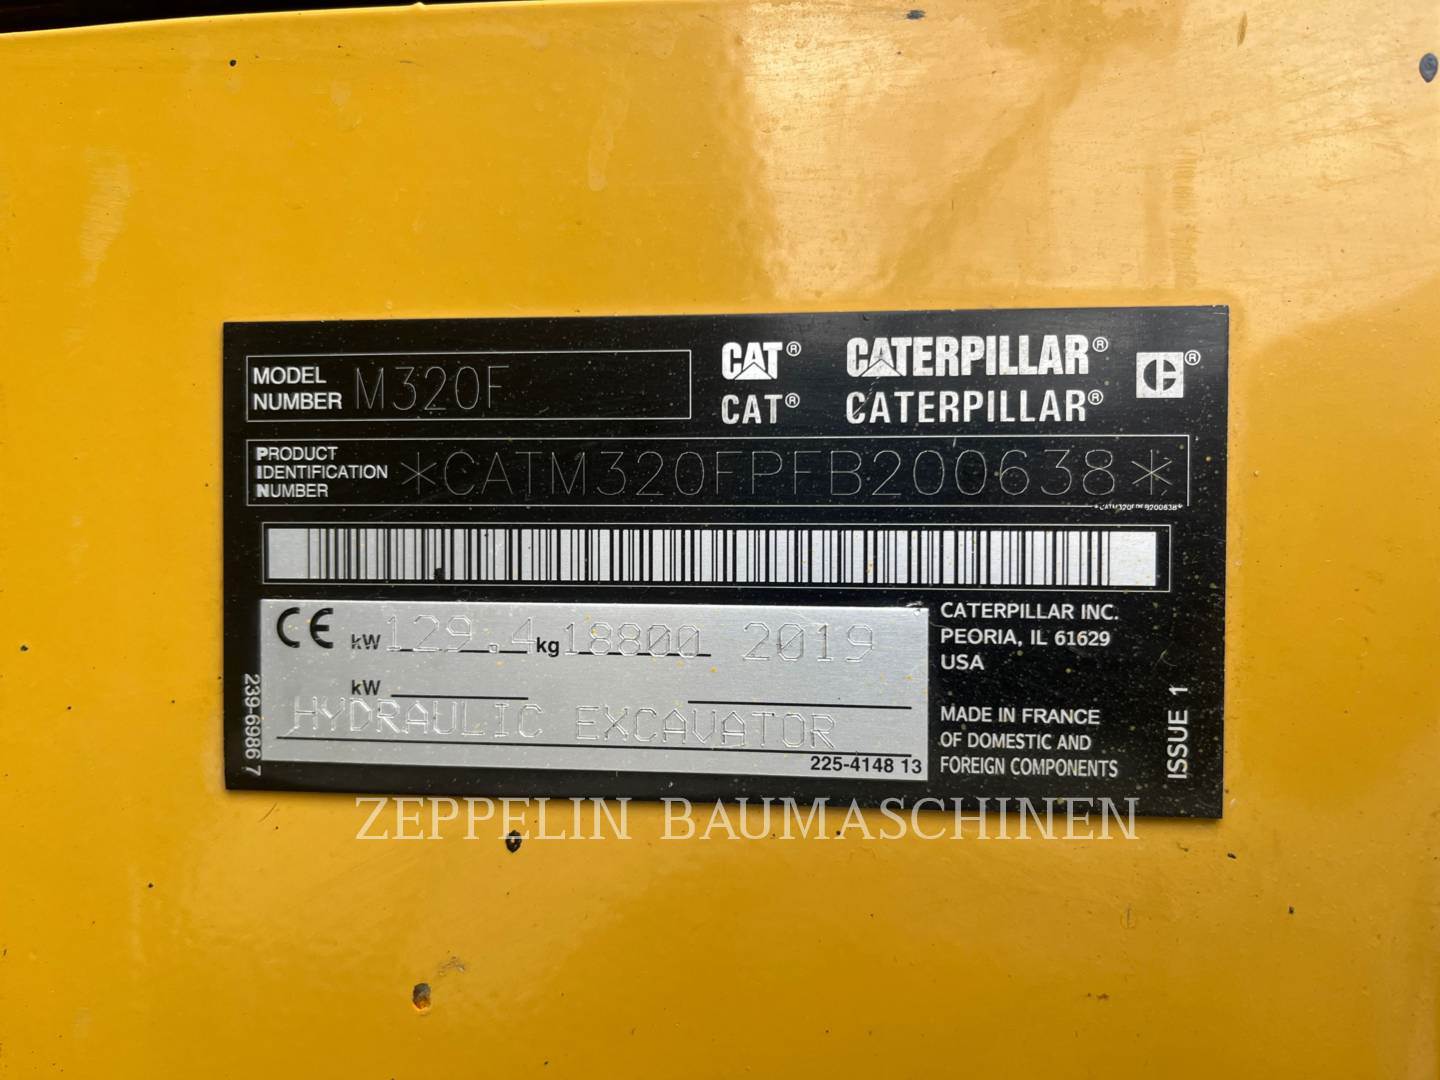 MODEL NUMBER M320F
CAT® CATERPILLAR®
CAT® CATERPILLAR®
PRODUCT IDENTIFICATION NUMBER *CATM320FPFB200638*
*CATM320FPFB200638*
CE kW 129.4 kg 18800 2019
kW
HYDRAULIC EXCAVATOR
225-4148 13
239-6986 7
CATERPILLAR INC.
PEORIA, IL 61629
USA
MADE IN FRANCE
OF DOMESTIC AND
FOREIGN COMPONENTS
ISSUE 1
ZEPPELIN BAUMASCHINEN